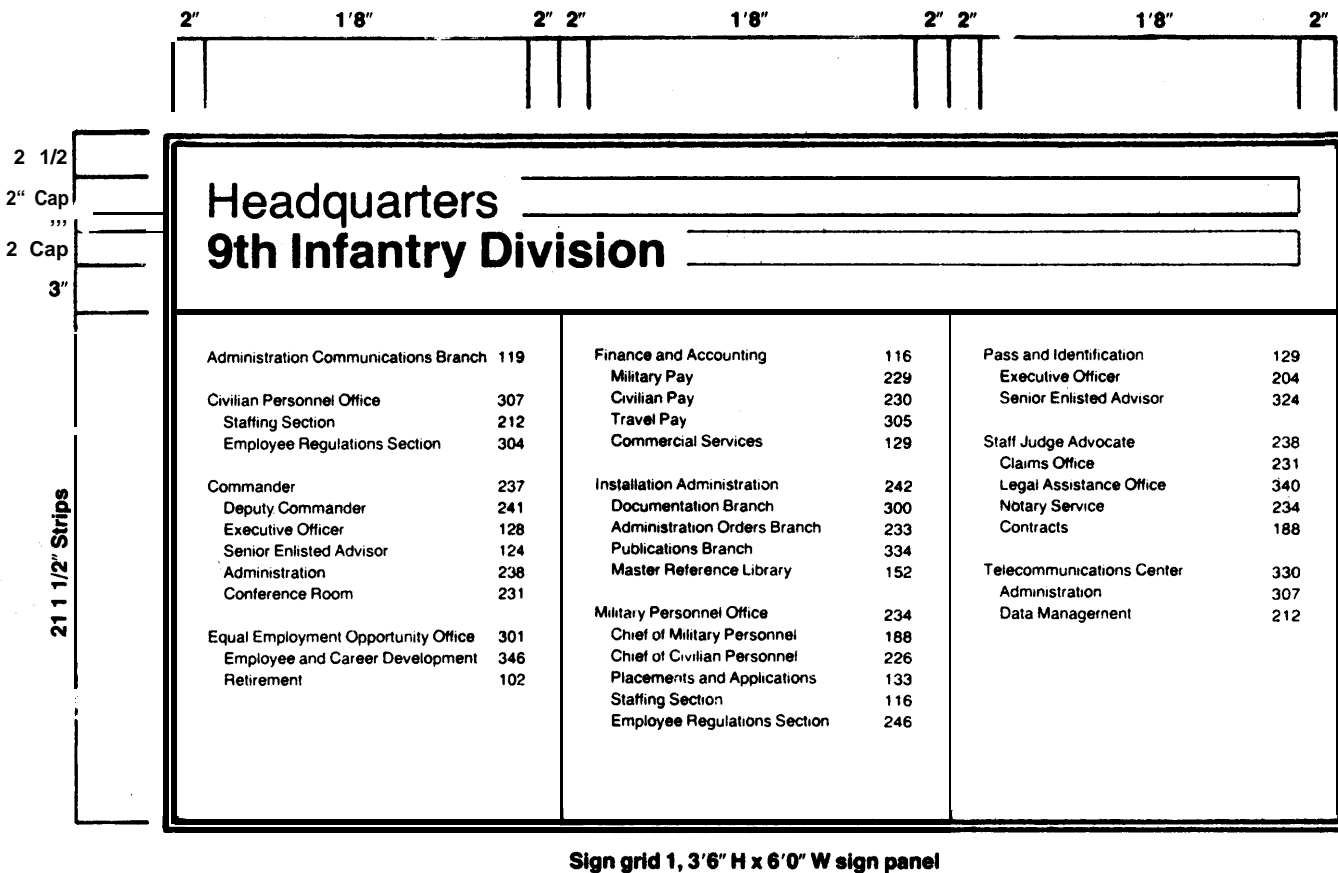 2" 1'8" 2" 2" 1'8" 2" 2" 1'8" 2"
2 1/2
2" Cap
,,,
2 Cap
3"
21 1 1/2" Strips
Headquarters
9th Infantry Division
Administration Communications Branch 119
Civilian Personnel Office 307
Staffing Section 212
Employee Regulations Section 304
Commander 237
Deputy Commander 241
Executive Officer 128
Senior Enlisted Advisor 124
Administration 238
Conference Room 231
Equal Employment Opportunity Office 301
Employee and Career Development 346
Retirement 102
Finance and Accounting 116
Military Pay 229
Civilian Pay 230
Travel Pay 305
Commercial Services 129
Installation Administration 242
Documentation Branch 300
Administration Orders Branch 233
Publications Branch 334
Master Reference Library 152
Military Personnel Office 234
Chief of Military Personnel 188
Chief of Civilian Personnel 226
Placements and Applications 133
Staffing Section 116
Employee Regulations Section 246
Pass and Identification 129
Executive Officer 204
Senior Enlisted Advisor 324
Staff Judge Advocate 238
Claims Office 231
Legal Assistance Office 340
Notary Service 234
Contracts 188
Telecommunications Center 330
Administration 307
Data Management 212
Sign grid 1, 3'6" H x 6'0" W sign panel